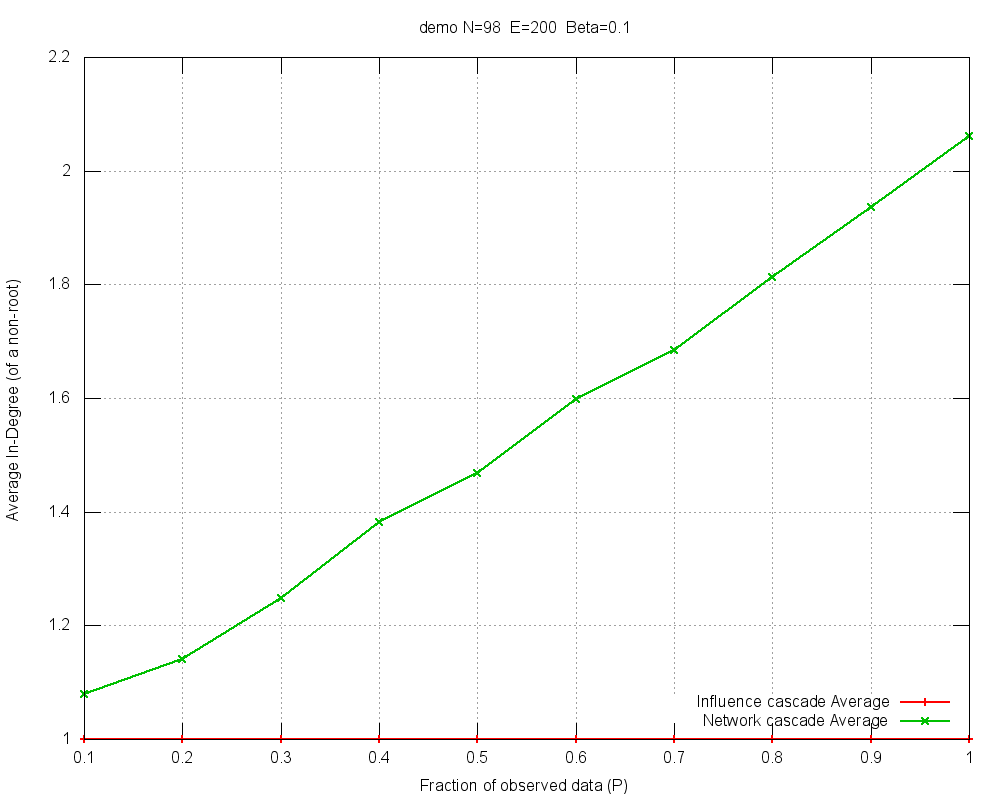 demo N=98 E=200 Beta=0.1
2.2
2
1.8
1.6
1.4
1.2
1
Average In-Degree (of a non-root)
Influence cascade Average
Network cascade Average
0.1 0.2 0.3 0.4 0.5 0.6 0.7 0.8 0.9 1
Fraction of observed data (P)